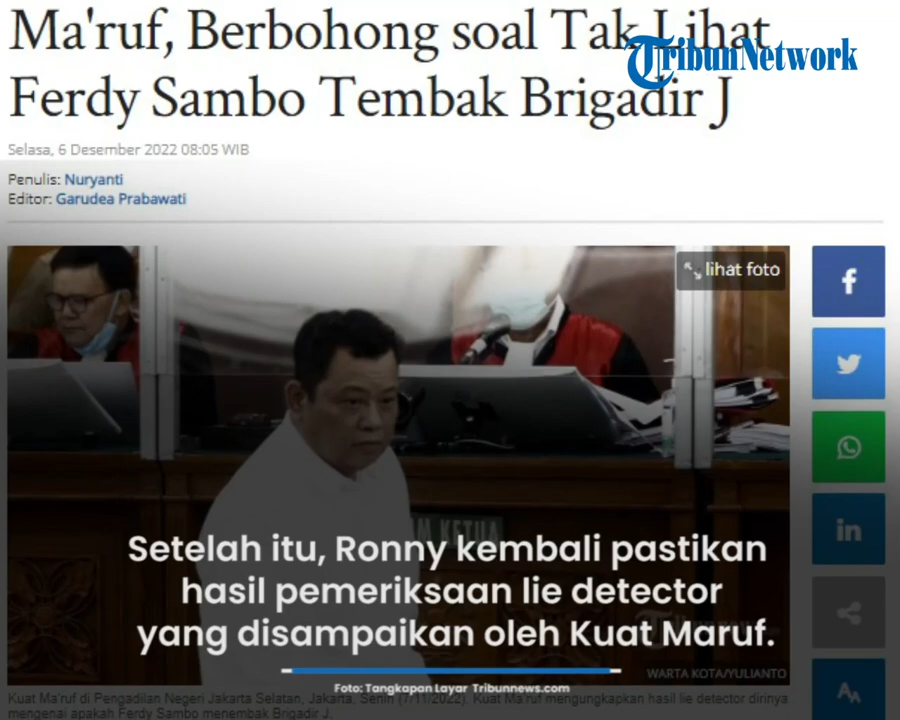 Ma'ruf, Berbohong soal Tak Lihat
TribunNetwork
Ferdy Sambo Tembak Brigadir J
Selasa, 6 Desember 2022 08:05 WIB
Penulis: Nuryanti
Editor: Garudea Prabawati
lihat foto
M KETUA
Setelah itu, Ronny kembali pastikan
hasil pemeriksaan lie detector
yang disampaikan oleh Kuat Maruf.
WARTA KOTA/YULIANTO
Foto: Tangkapan Layar Tribunnews.com
Kuat Ma'ruf di Pengadilan Negeri Jakarta Selatan, Jakarta, Senin (7/11/2022). Kuat Ma'ruf mengungkapkan hasil lie detector dirinya
mengenai apakah Ferdy Sambo menembak Brigadir J.